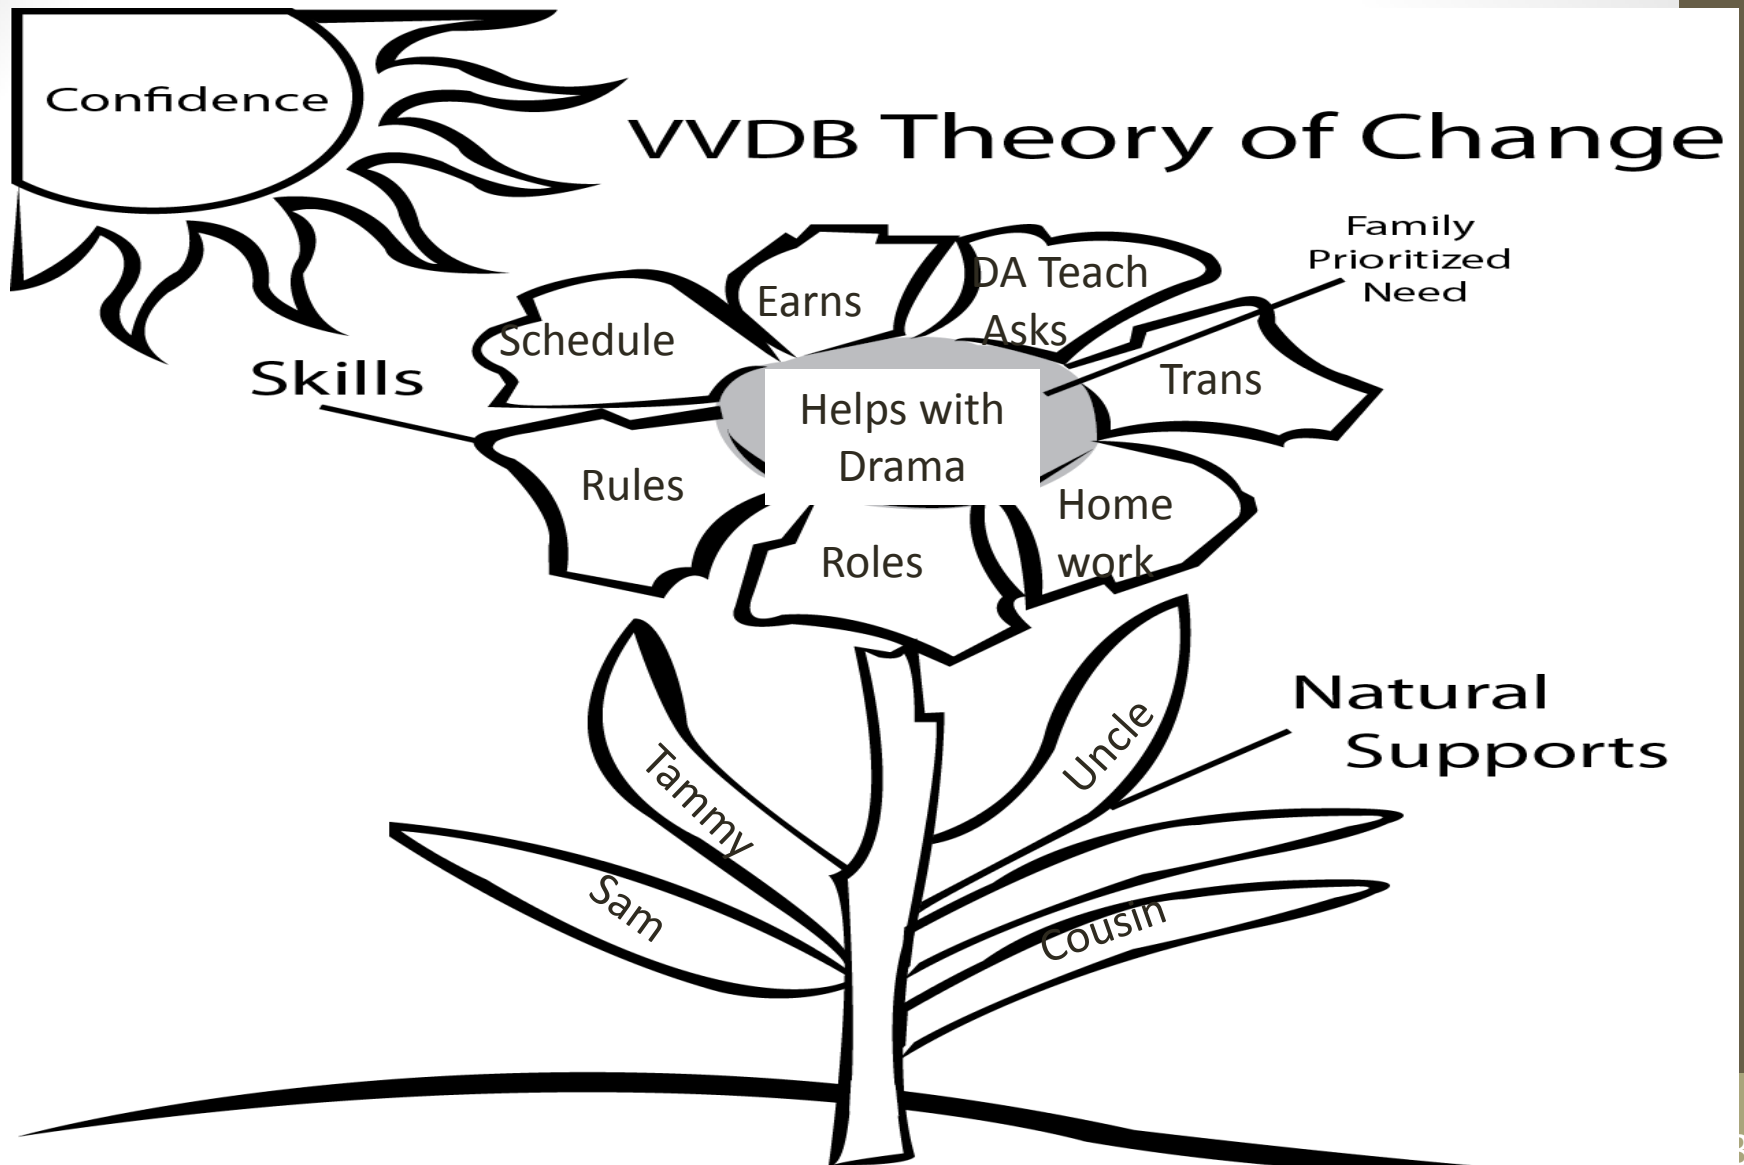 Confidence
VVDB Theory of Change
Family
Prioritized
Need
DA Teach
Asks
Earns
Schedule
Skills
Trans
Helps with
Drama
Rules
Home
work
Roles
Natural
Supports
Uncle
Tammy
Sam
Cousin